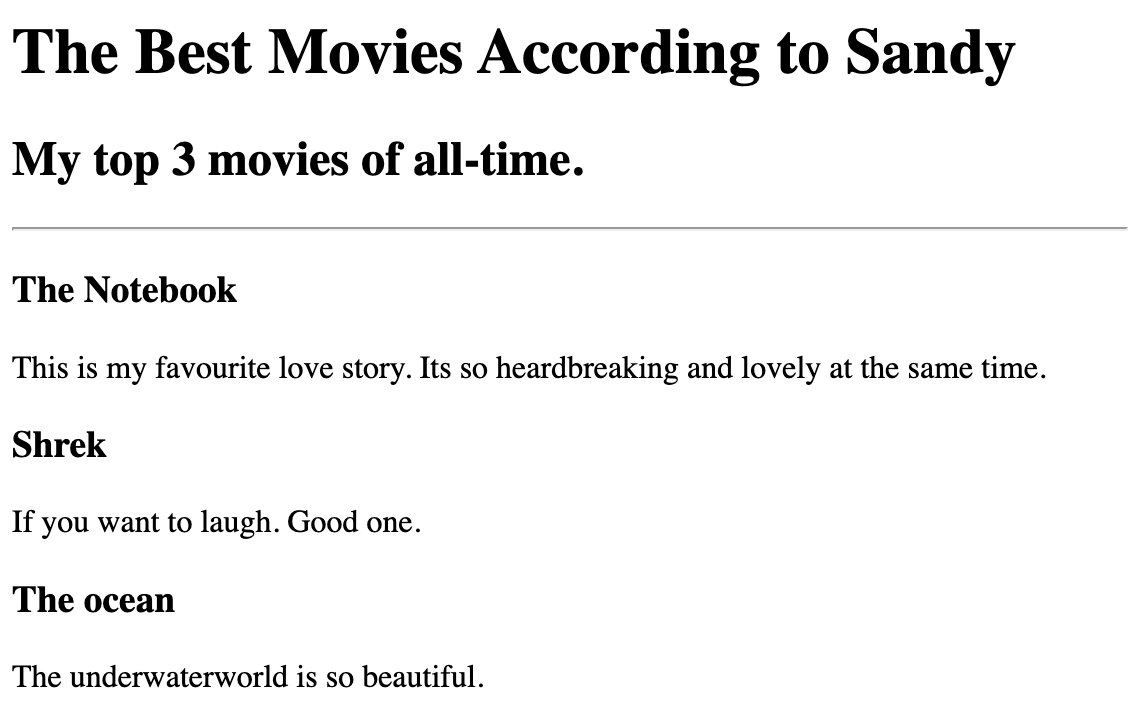 The Best Movies According to Sandy
My top 3 movies of all-time.
The Notebook
This is my favourite love story. Its so heardbreaking and lovely at the same time.
Shrek
If you want to laugh. Good one.
The ocean
The underwaterworld is so beautiful.